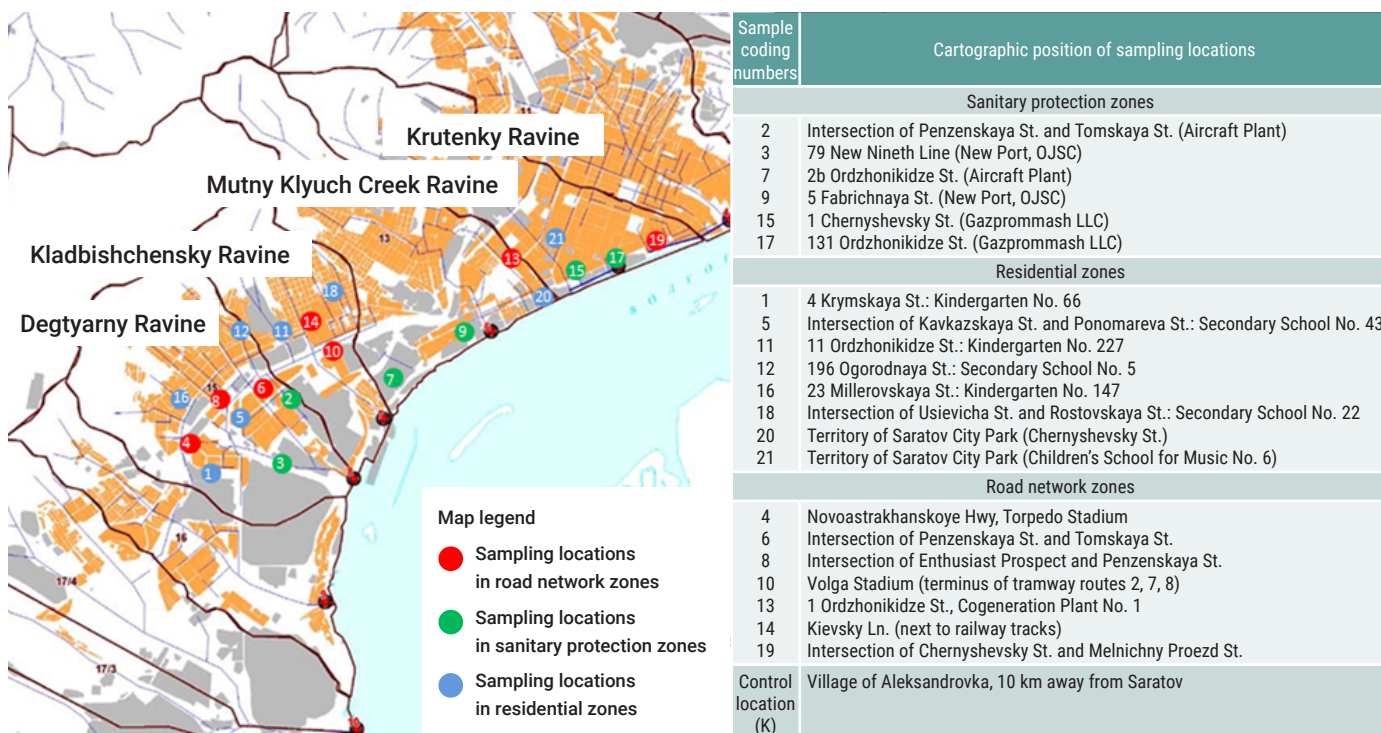 Krutenky Ravine
Mutny Klyuch Creek Ravine
Kladbishchensky Ravine
Degtyarny Ravine
11
13
15
16
17/4
17/3
21
19
13
15
17
20
18
14
12
11
9
10
7
6
2
16
8
5
4
3
1
Map legend
Sampling locations
in road network zones
Sampling locations
in sanitary protection zones
Sampling locations
in residential zones
Sample coding numbers
Cartographic position of sampling locations
Sanitary protection zones
2 Intersection of Penzenskaya St. and Tomskaya St. (Aircraft Plant)
3 79 New Nineth Line (New Port, OJSC)
7 2b Ordzhonikidze St. (Aircraft Plant)
9 5 Fabrichnaya St. (New Port, OJSC)
15 1 Chernyshevsky St. (Gazprommash LLC)
17 131 Ordzhonikidze St. (Gazprommash LLC)
Residential zones
1 4 Krymskaya St.: Kindergarten No. 66
5 Intersection of Kavkazskaya St. and Ponomareva St.: Secondary School No. 43
11 11 Ordzhonikidze St.: Kindergarten No. 227
12 196 Ogorodnaya St.: Secondary School No. 5
16 23 Millerovskaya St.: Kindergarten No. 147
18 Intersection of Usievicha St. and Rostovskaya St.: Secondary School No. 22
20 Territory of Saratov City Park (Chernyshevsky St.)
21 Territory of Saratov City Park (Children's School for Music No. 6)
Road network zones
4 Novoastrakhanskoye Hwy, Torpedo Stadium
6 Intersection of Penzenskaya St. and Tomskaya St.
8 Intersection of Enthusiast Prospect and Penzenskaya St.
10 Volga Stadium (terminus of tramway routes 2, 7, 8)
13 1 Ordzhonikidze St., Cogeneration Plant No. 1
14 Kievsky Ln. (next to railway tracks)
19 Intersection of Chernyshevsky St. and Melnichny Proezd St.
Control location (K)
Village of Aleksandrovka, 10 km away from Saratov